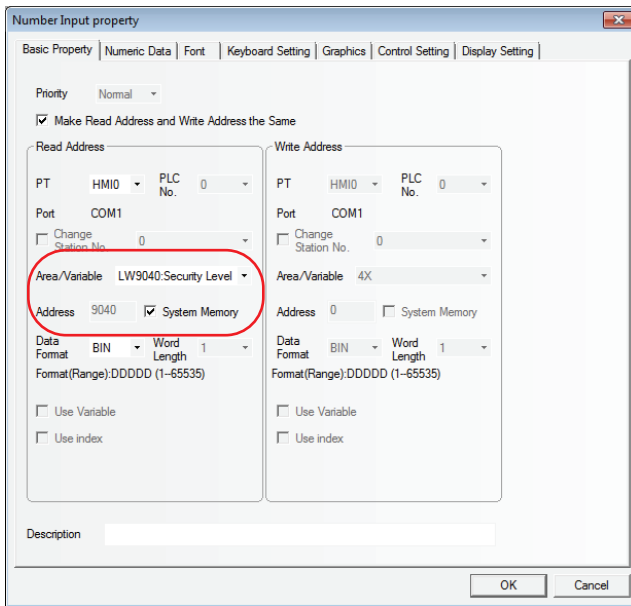 Number Input property
Basic Property Numeric Data Font Keyboard Setting Graphics Control Setting Display Setting
Priority Normal
Make Read Address and Write Address the Same
Read Address
PT HMI0 PLC No. 0
Port COM1
Change Station No. 0
Area/Variable LW9040:Security Level
Address 9040 System Memory
Data Format BIN Word Length 1
Format(Range):DDDDD (1--65535)
Use Variable
Use index
Write Address
PT HMI0 PLC No. 0
Port COM1
Change Station No. 0
Area/Variable 4X
Address 0 System Memory
Data Format BIN Word Length 1
Format(Range):DDDDD (1--65535)
Use Variable
Use index
Description
OK Cancel